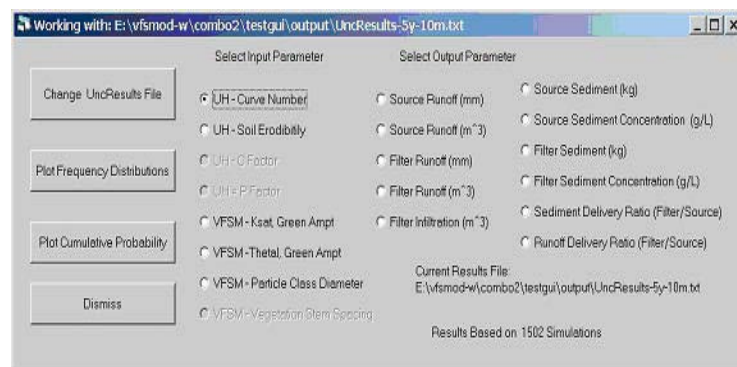 Working with: E:\vfsmod-w\combo2\testgui\output\UncResults-5y-10m.txt
Select Input Parameter
Select Output Parameter
Change UncResults File
Plot Frequency Distributions
Plot Cumulative Probability
Dismiss
UH - Curve Number
UH - Soil Erodibitly
UH - C Factor
UH = P Factor
VFSM - Ksat, Green Ampt
VFSM -ThetaI, Green Ampt
VFSM - Particle Class Diameter
VFSM - Vegetation Stem Spacing
Source Runoff (mm)
Source Runoff (m^3)
Filter Runoff (mm)
Filter Runoff (m^3)
Filter Infiltration (m^3)
Source Sediment (kg)
Source Sediment Concentration (g/L)
Filter Sediment (kg)
Filter Sediment Concentration (g/L)
Sediment Delivery Ratio (Filter/Source)
Runoff Delivery Ratio (Filter/Source)
Current Results File:
E:\vfsmod-w\combo2\testgui\output\UncResults-5y-10m.txt
Results Based on 1502 Simulations